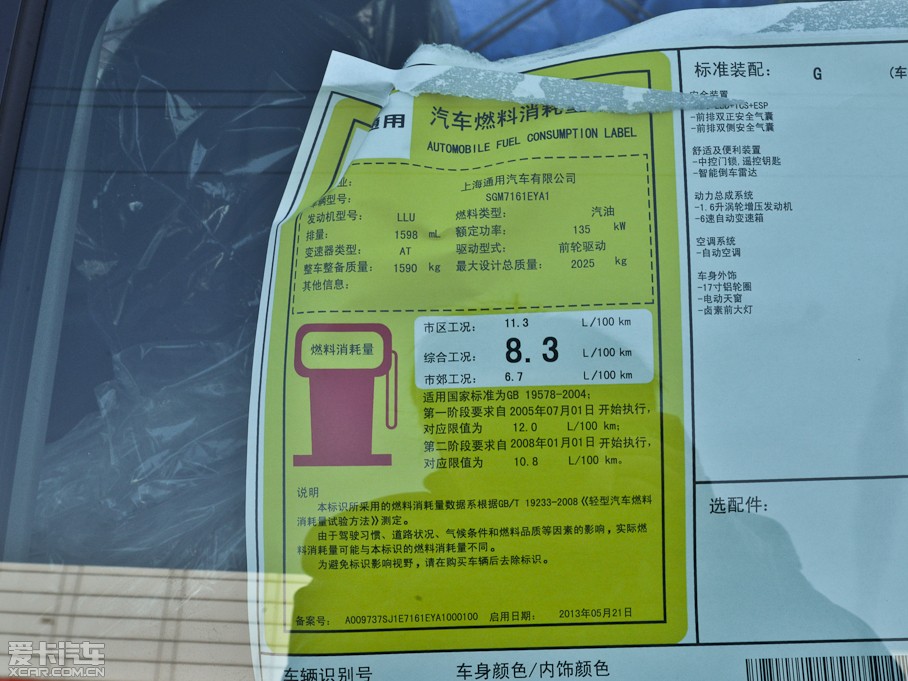 通用
汽车燃料消耗量
AUTOMOBILE FUEL CONSUMPTION LABEL
业:
上海通用汽车有限公司
车辆型号:
SGM7161EYA1
发动机型号:
LLU
燃料类型:
汽油
排量:
1598 mL
额定功率:
135 kW
变速器类型:
AT
驱动型式:
前轮驱动
整车整备质量:
1590 kg
最大设计总质量:
2025 kg
其他信息:
燃料消耗量
市区工况: 11.3 L/100 km
综合工况: 8.3 L/100 km
市郊工况: 6.7 L/100 km
适用国家标准为GB 19578-2004;
第一阶段要求自2005年07月01日 开始执行,
对应限值为 12.0 L/100 km;
第二阶段要求自2008年01月01日 开始执行,
对应限值为 10.8 L/100 km。
说明
本标识所采用的燃料消耗量数据系根据GB/T 19233-2008《轻型汽车燃料
消耗量试验方法》测定。
由于驾驶习惯、道路状况、气候条件和燃料品质等因素的影响,实际燃
料消耗量可能与本标识的燃料消耗量不同。
为避免标识影响视野,请在购买车辆后去除标识。
备案号: A009737SJ1E7161EYA1000100 启用日期: 2013年05月21日
标准装配: G (车
安全装置
+TCS+ESP
-前排双正安全气囊
-前排双侧安全气囊
舒适及便利装置
-中控门锁,遥控钥匙
-智能倒车雷达
动力总成系统
-1.6升涡轮增压发动机
-6速自动变速箱
空调系统
-自动空调
车身外饰
-17寸铝轮圈
-电动天窗
-卤素前大灯
选配件:
车辆识别号
车身颜色/内饰颜色
爱卡汽车
XCAR.COM.CN